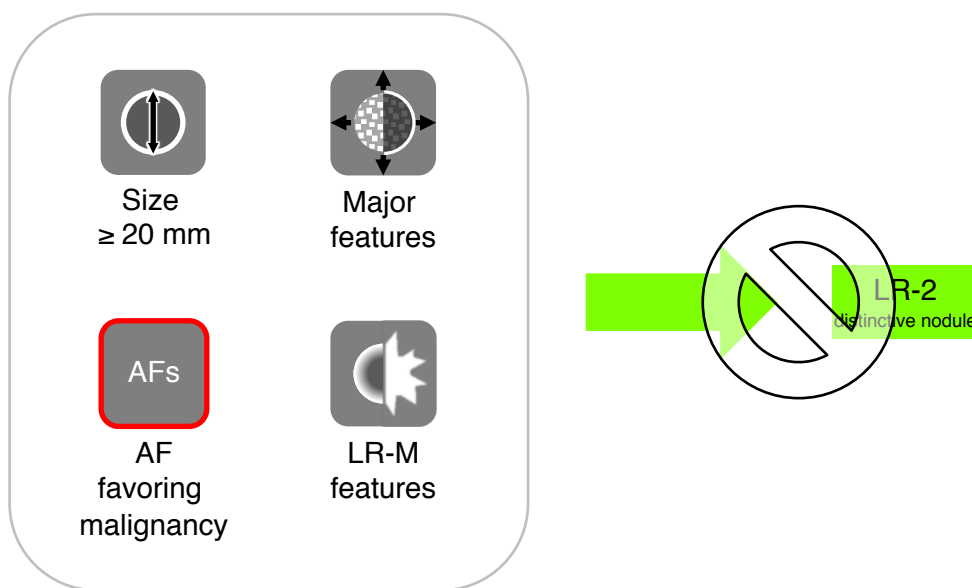 Size
≥ 20 mm
Major
features
AFs
AF
favoring
malignancy
LR-M
features
LR-2
distinctive nodule